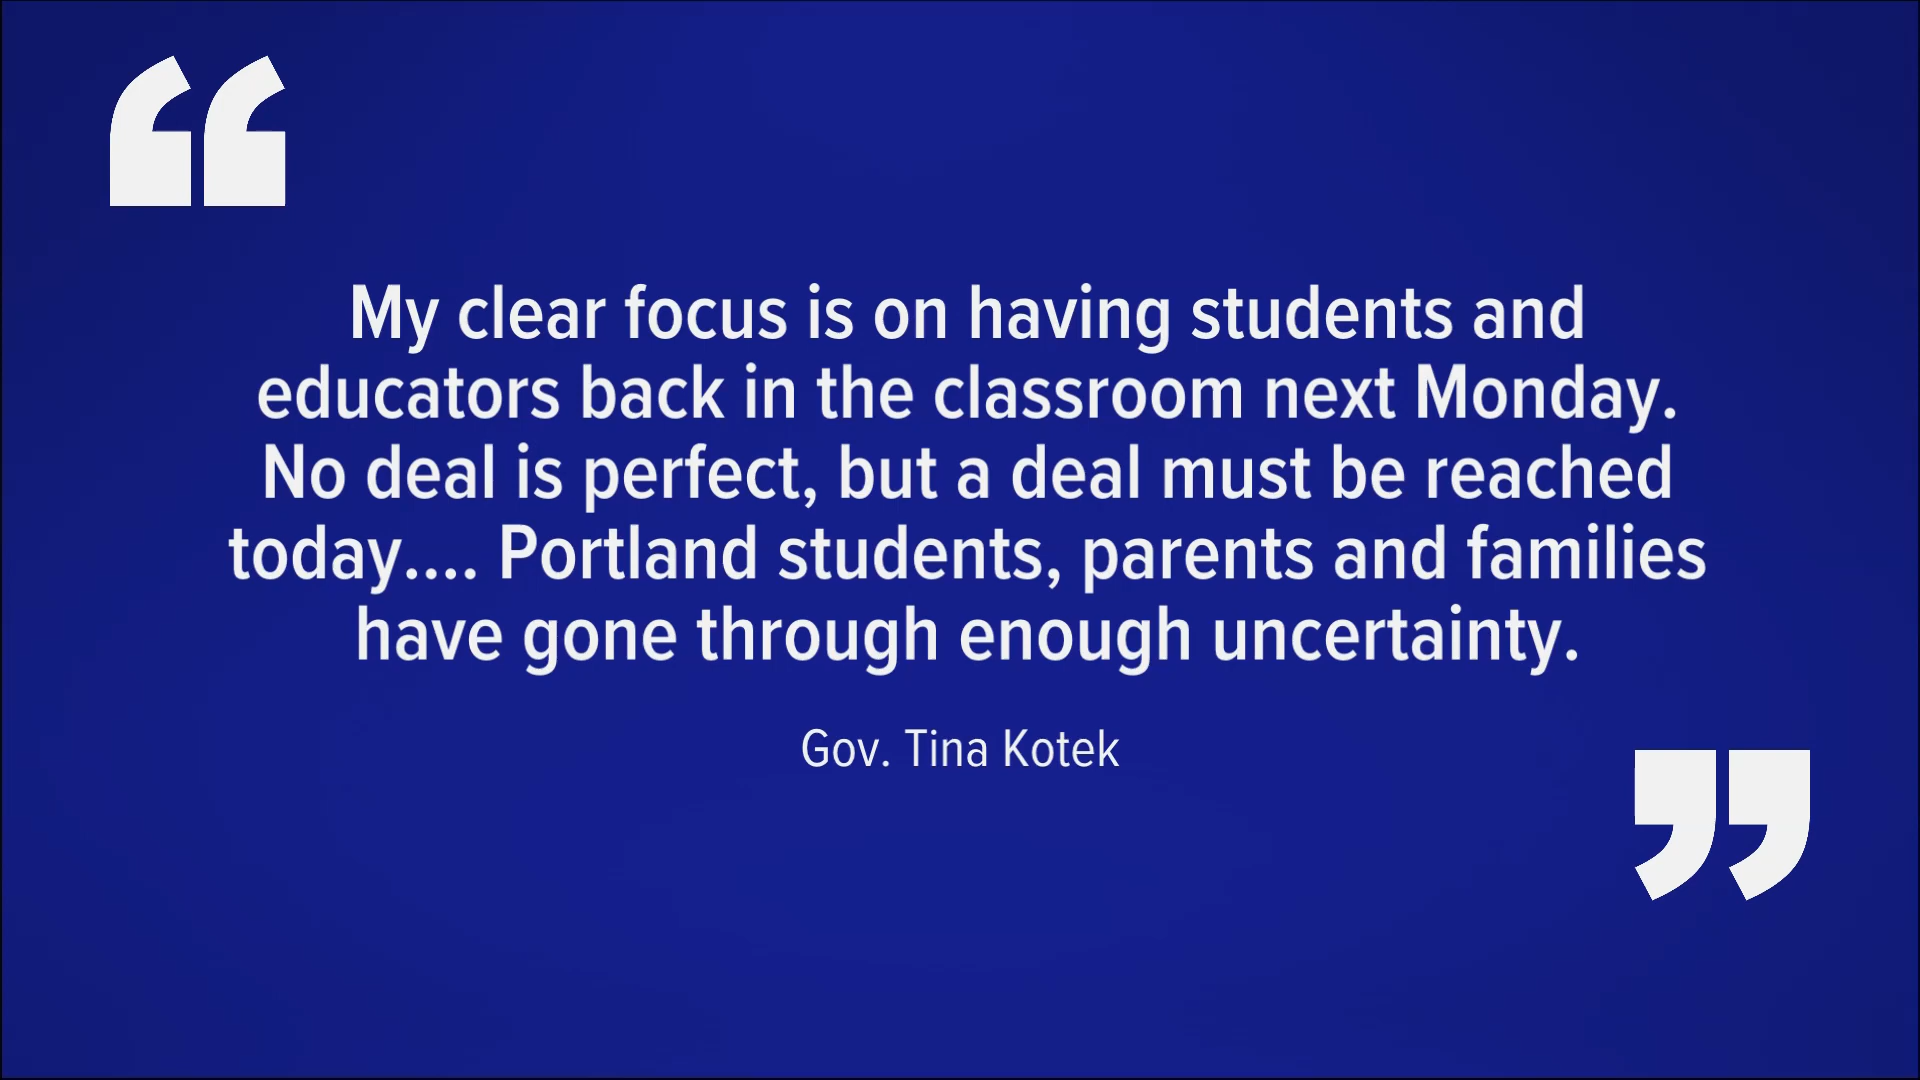 “
My clear focus is on having students and
educators back in the classroom next Monday.
No deal is perfect, but a deal must be reached
today.... Portland students, parents and families
have gone through enough uncertainty.
Gov. Tina Kotek
”